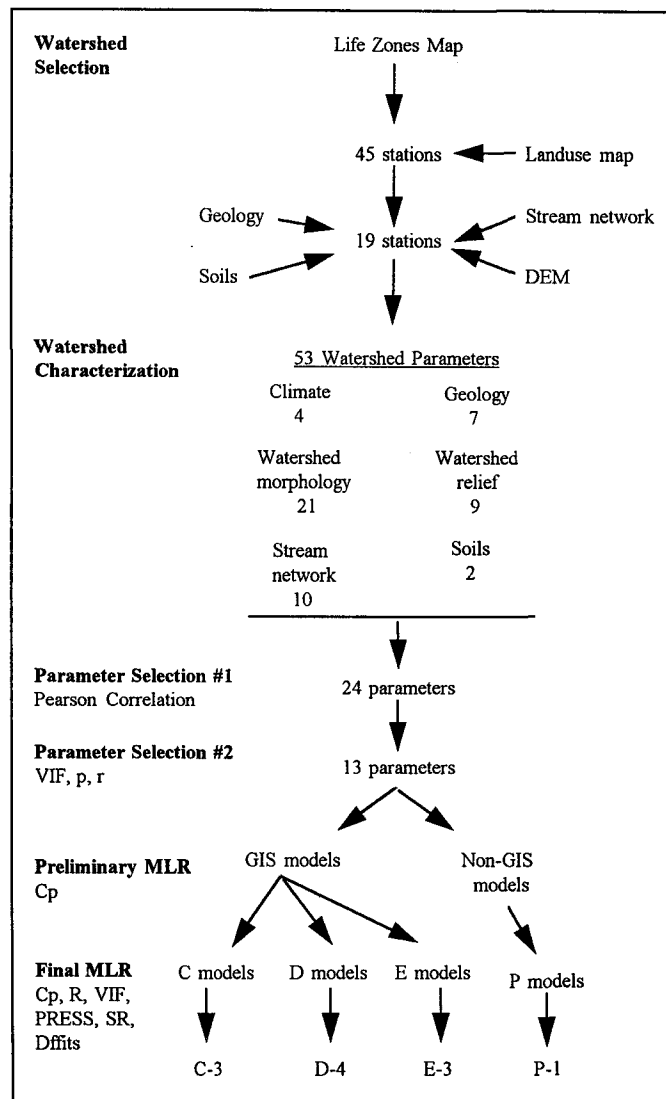 Watershed
Selection
Life Zones Map
45 stations
Landuse map
Geology
Stream network
19 stations
Soils
DEM
Watershed
Characterization
53 Watershed Parameters
Climate
4
Geology
7
Watershed
morphology
21
Watershed
relief
9
Stream
network
10
Soils
2
Parameter Selection #1
Pearson Correlation
24 parameters
Parameter Selection #2
VIF, p, r
13 parameters
Preliminary MLR
Cp
GIS models
Non-GIS
models
Final MLR
Cp, R, VIF,
PRESS, SR,
Dffits
C models
D models
E models
P models
C-3
D-4
E-3
P-1